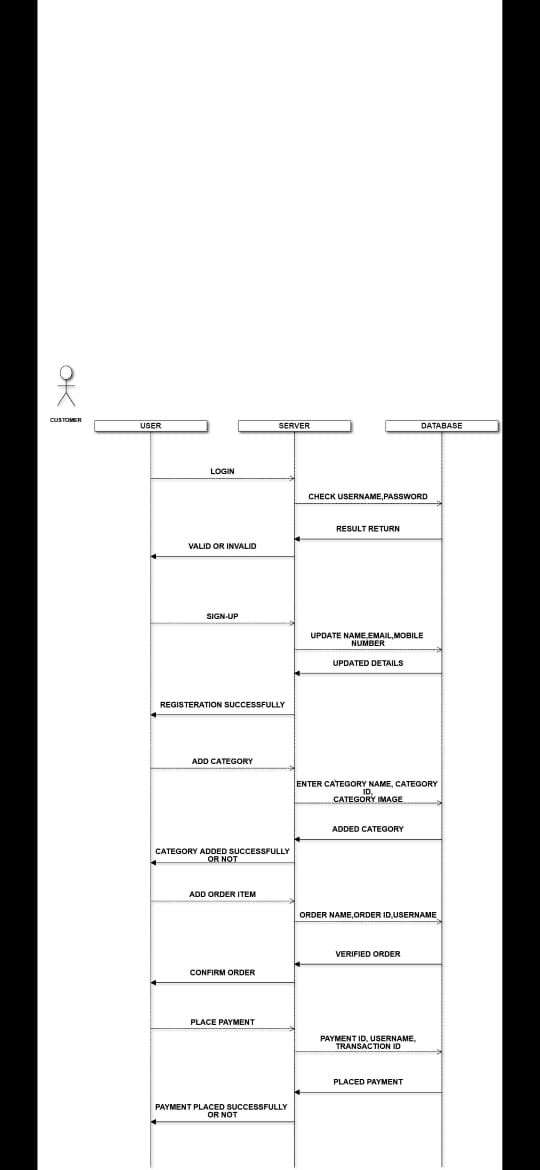 CUSTOMER
USER
SERVER
DATABASE
LOGIN
CHECK USERNAME,PASSWORD
RESULT RETURN
VALID OR INVALID
SIGN-UP
UPDATE NAME,EMAIL,MOBILE
NUMBER
UPDATED DETAILS
REGISTERATION SUCCESSFULLY
ADD CATEGORY
ENTER CATEGORY NAME, CATEGORY
ID,
CATEGORY IMAGE
ADDED CATEGORY
CATEGORY ADDED SUCCESSFULLY
OR NOT
ADD ORDER ITEM
ORDER NAME,ORDER ID,USERNAME
VERIFIED ORDER
CONFIRM ORDER
PLACE PAYMENT
PAYMENT ID, USERNAME,
TRANSACTION ID
PLACED PAYMENT
PAYMENT PLACED SUCCESSFULLY
OR NOT